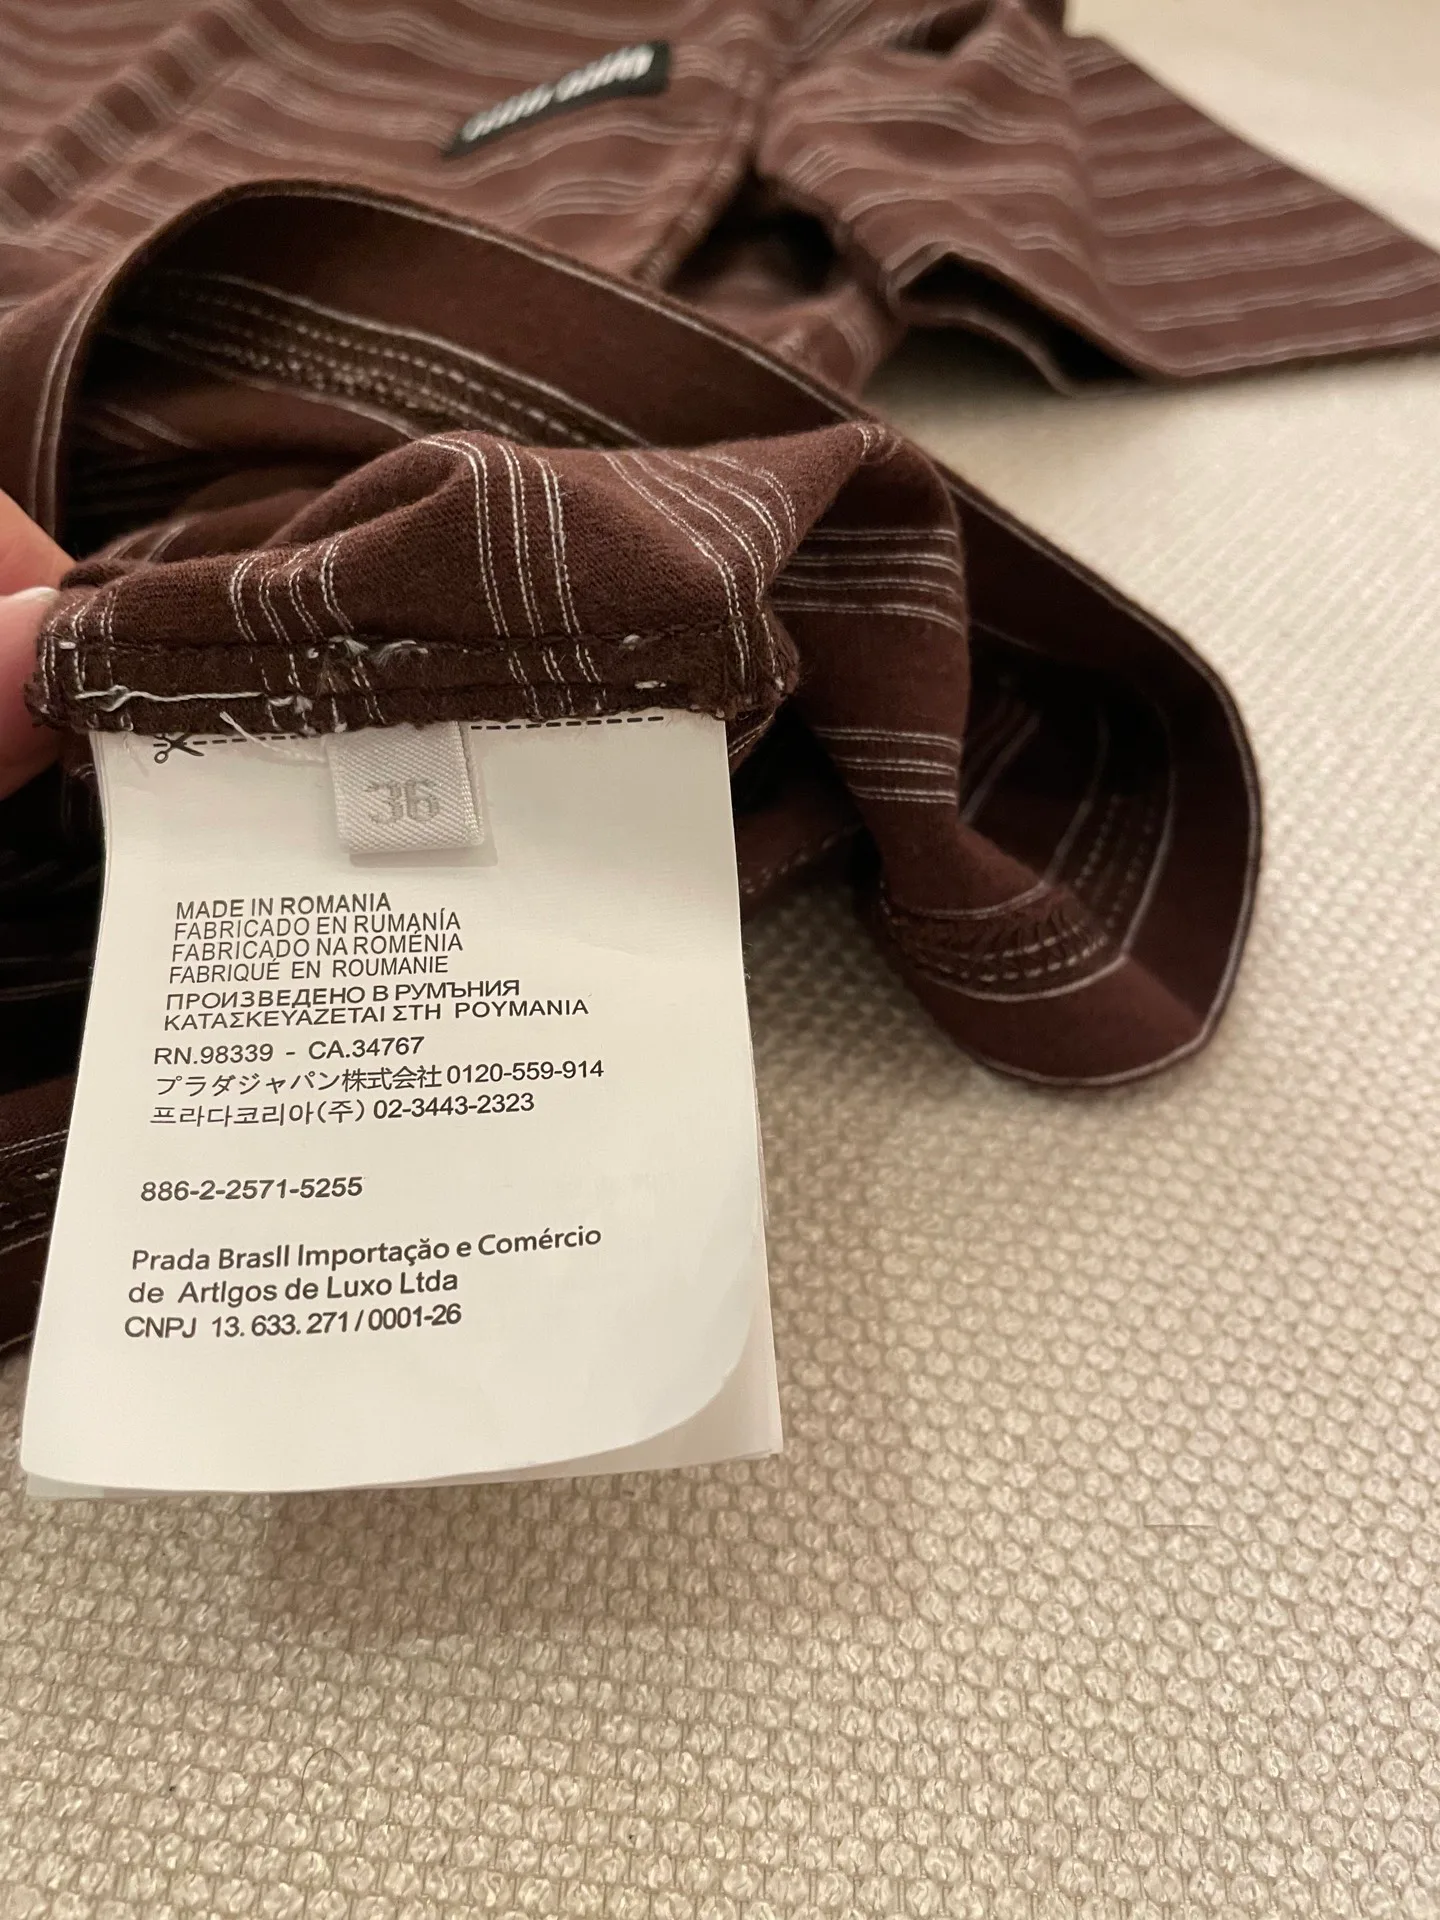 miu miu
36
MADE IN ROMANIA
FABRICADO EN RUMANÍA
FABRICADO NA ROMÉNIA
FABRIQUÉ EN ROUMANIE
ПРОИЗВЕДЕНО В РУМЪНИЯ
ΚΑΤΑΣΚΕΥΑΖΕΤΑΙ ΣΤΗ ΡΟΥΜΑΝΙΑ
RN.98339 - CA.34767
プラダジャパン株式会社 0120-559-914
프라다코리아(주) 02-3443-2323
886-2-2571-5255
Prada BrasIl Importação e Comércio
de ArtIgos de Luxo Ltda
CNPJ 13. 633. 271 / 0001-26